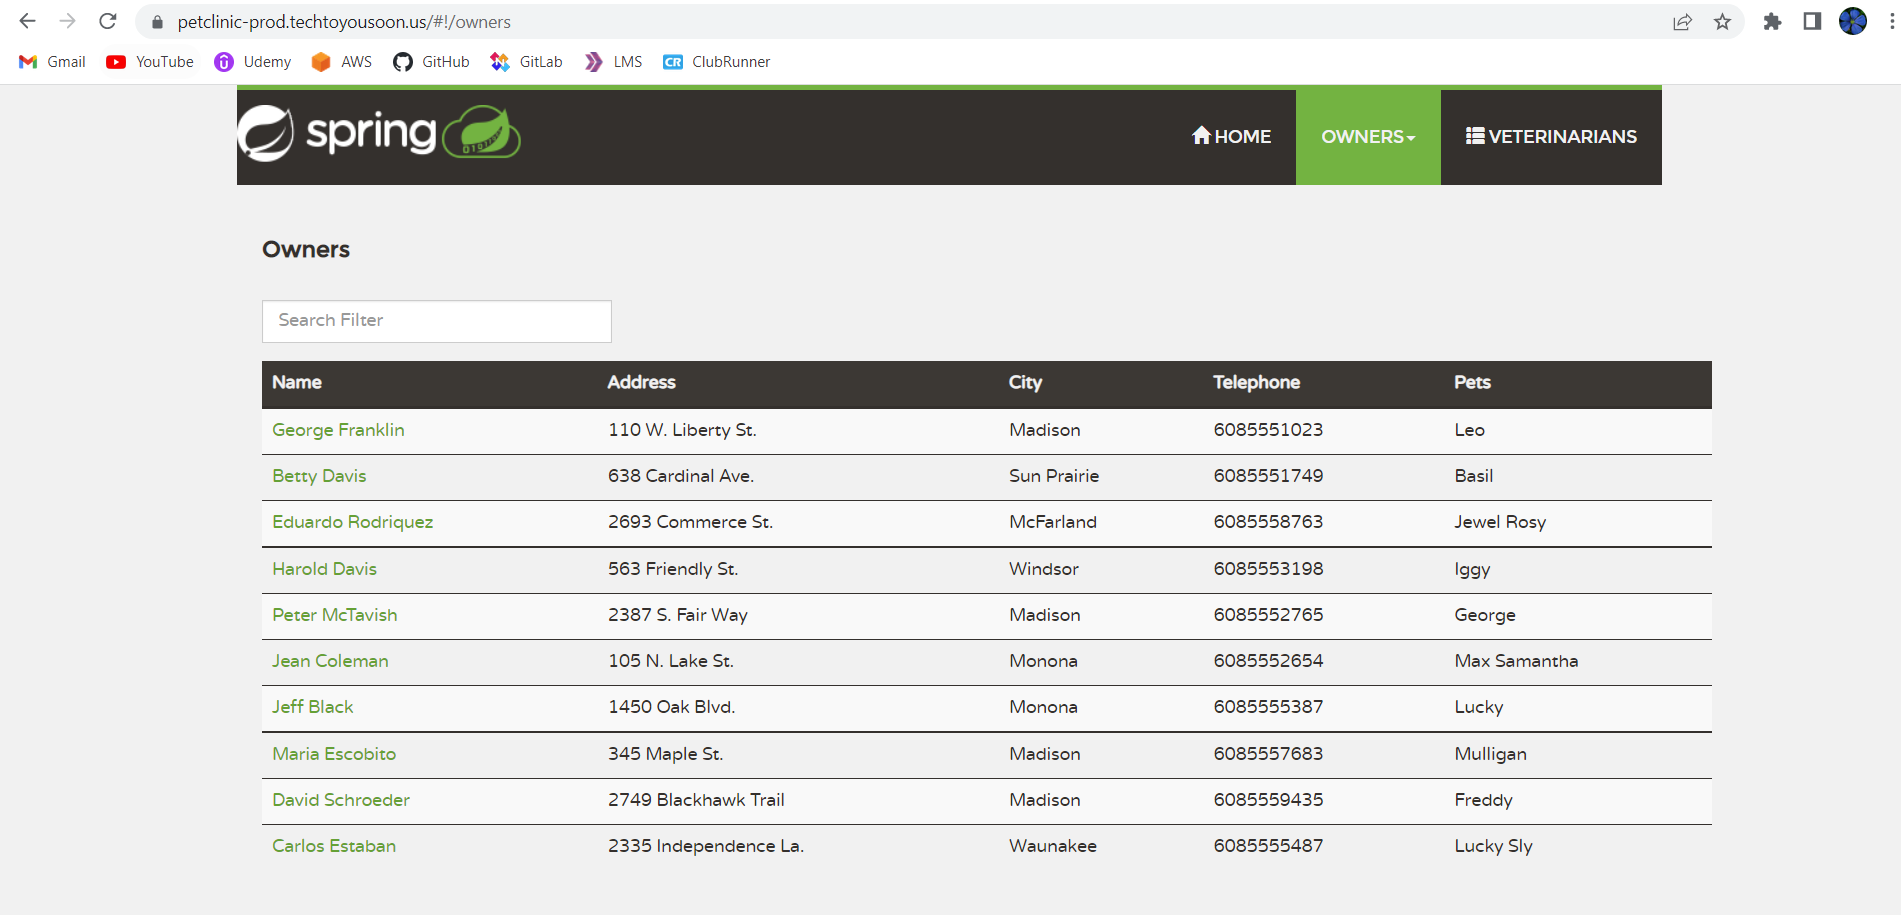 petclinic-prod.techtoyousoon.us/#!/owners
Gmail YouTube Udemy AWS GitHub GitLab LMS CR ClubRunner
spring HOME OWNERS VETERINARIANS
Owners
Search Filter
Name Address City Telephone Pets
George Franklin 110 W. Liberty St. Madison 6085551023 Leo
Betty Davis 638 Cardinal Ave. Sun Prairie 6085551749 Basil
Eduardo Rodriquez 2693 Commerce St. McFarland 6085558763 Jewel Rosy
Harold Davis 563 Friendly St. Windsor 6085553198 Iggy
Peter McTavish 2387 S. Fair Way Madison 6085552765 George
Jean Coleman 105 N. Lake St. Monona 6085552654 Max Samantha
Jeff Black 1450 Oak Blvd. Monona 6085555387 Lucky
Maria Escobito 345 Maple St. Madison 6085557683 Mulligan
David Schroeder 2749 Blackhawk Trail Madison 6085559435 Freddy
Carlos Estaban 2335 Independence La. Waunakee 6085555487 Lucky Sly